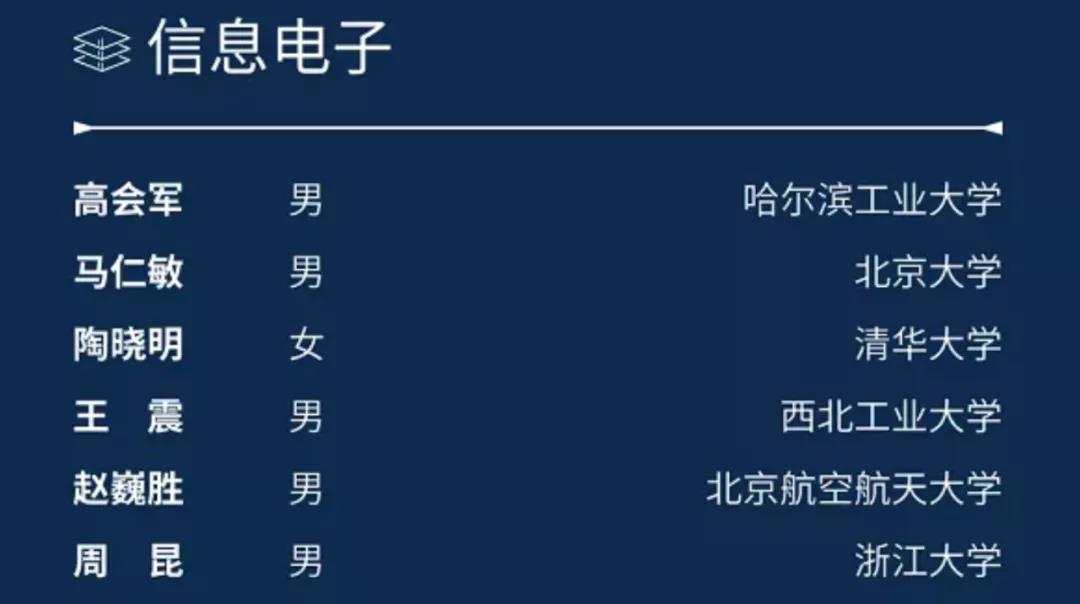 信息电子
高会军 男 哈尔滨工业大学
马仁敏 男 北京大学
陶晓明 女 清华大学
王 震 男 西北工业大学
赵巍胜 男 北京航空航天大学
周 昆 男 浙江大学